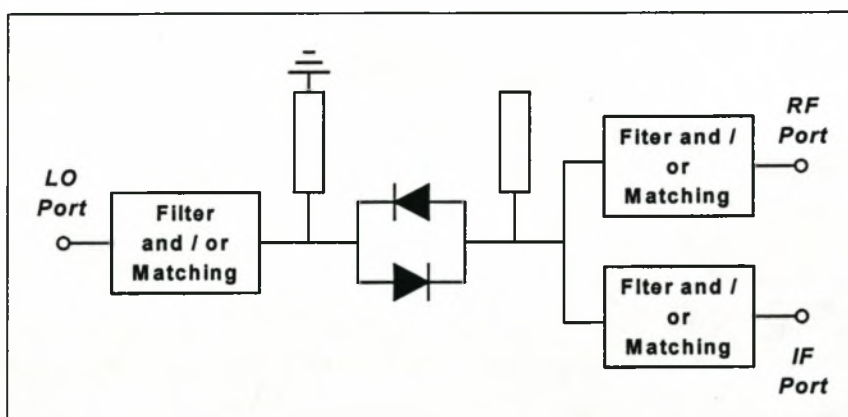 LO
Port
Filter
and / or
Matching
Fiter and /
or
Matching
RF
Port
Fiter and /
or
Matching
IF
Port